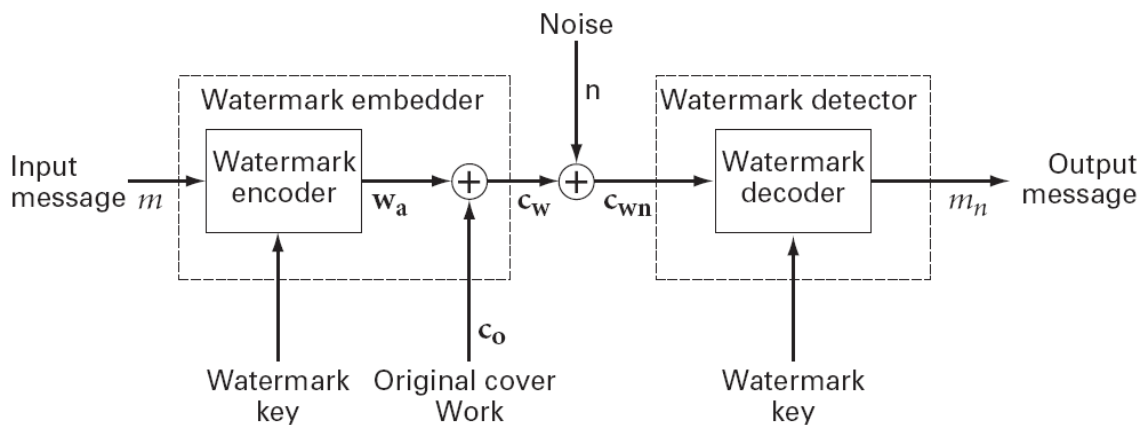 Noise
n
Watermark embedder
Watermark detector
Input
message m
Watermark
encoder
wa
cw
cwn
Watermark
decoder
mn
Output
message
co
Watermark
key
Original cover
Work
Watermark
key